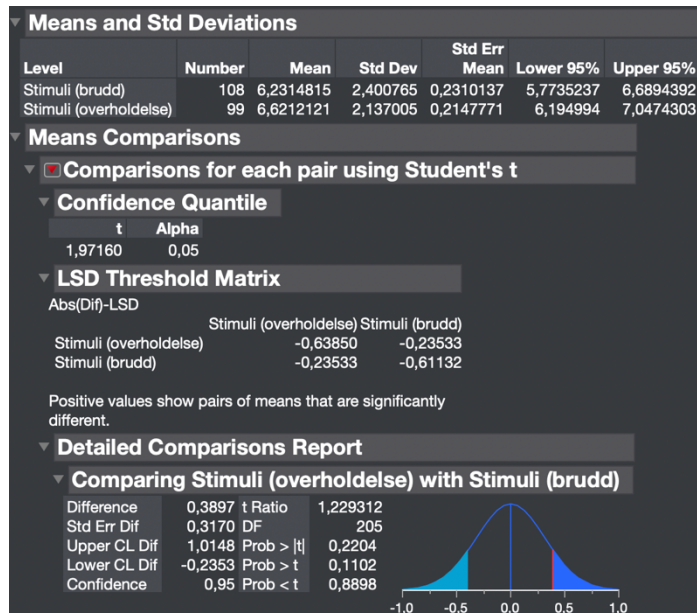 Means and Std Deviations
Std Err
Level Number Mean Std Dev Mean Lower 95% Upper 95%
Stimuli (brudd) 108 6,2314815 2,400765 0,2310137 5,7735237 6,6894392
Stimuli (overholdelse) 99 6,6212121 2,137005 0,2147771 6,194994 7,0474303
Means Comparisons
Comparisons for each pair using Student's t
Confidence Quantile
t Alpha
1,97160 0,05
LSD Threshold Matrix
Abs(Dif)-LSD
Stimuli (overholdelse) Stimuli (brudd)
Stimuli (overholdelse) -0,63850 -0,23533
Stimuli (brudd) -0,23533 -0,61132
Positive values show pairs of means that are significantly
different.
Detailed Comparisons Report
Comparing Stimuli (overholdelse) with Stimuli (brudd)
Difference 0,3897 t Ratio 1,229312
Std Err Dif 0,3170 DF 205
Upper CL Dif 1,0148 Prob > |t| 0,2204
Lower CL Dif -0,2353 Prob > t 0,1102
Confidence 0,95 Prob < t 0,8898
-1.0 -0.5 0.0 0.5 1.0